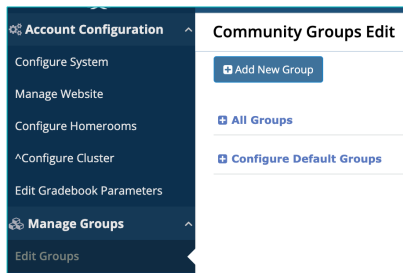 Account Configuration
Configure System
Manage Website
Configure Homerooms
^Configure Cluster
Edit Gradebook Parameters
Manage Groups
Edit Groups
Community Groups Edit
Add New Group
All Groups
Configure Default Groups